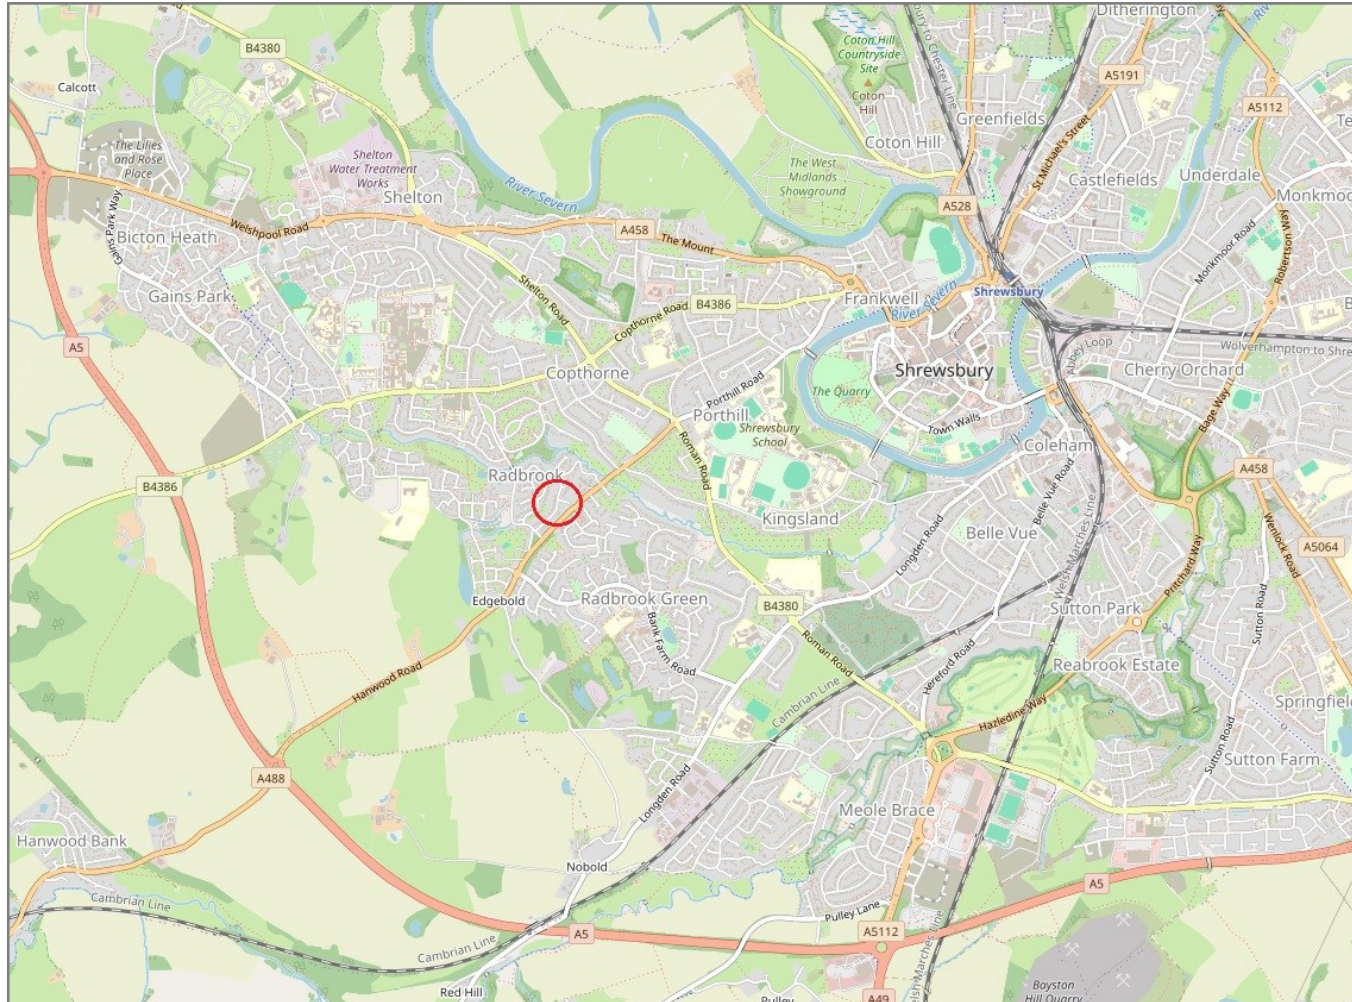 Ditherington
B4380
Coton Hill
Countryside
Site
Calcott
A5191
Coton
Hill
A5112
Greenfields
The Lilies
and Rose
Place
Shelton
Water Treatment
Works
Coton Hill
St.Michael's Street
The West
Midlands
Showground
Castlefields
Underdale
River Severn
Shelton
A528
Monkmoo
Gains Park Way
Welshpool Road
A458
The Mount
Bicton Heath
Monkmoor Road
Robertson Way
Gains Park
Shelton Road
Frankwell
River Severn
Shrewsbury
B4386
Copthorne Road
A5
Abbey Loop
Wolverhampton to Shre
Shrewsbury
Cherry Orchard
Copthorne
Porthill Road
The Quarry
Bage Way
Porthill
Shrewsbury
School
Town Walls
Coleham
Roman Road
Radbrook
A458
B4386
Belle Vue Road
Kingsland
Longden Road
Belle Vue
Welsh Marches Line
Wenlock Road
A5064
Pritchard Way
Edgebold
Radbrook Green
B4380
Sutton Park
Sutton Road
Bank Farm Road
Roman Road
Hereford Road
Reabrook Estate
Hanwood Road
Cambrian Line
Hazledine Way
Springfiel
Sutton Road
A488
Sutton Farm
Longden Road
Meole Brace
Hanwood Bank
Nobold
A5
Cambrian Line
Pulley Lane
A5
A5112
Cambrian Line
Welsh Marches Line
Red Hill
Pulley
A49
Bayston
Hill Quarry